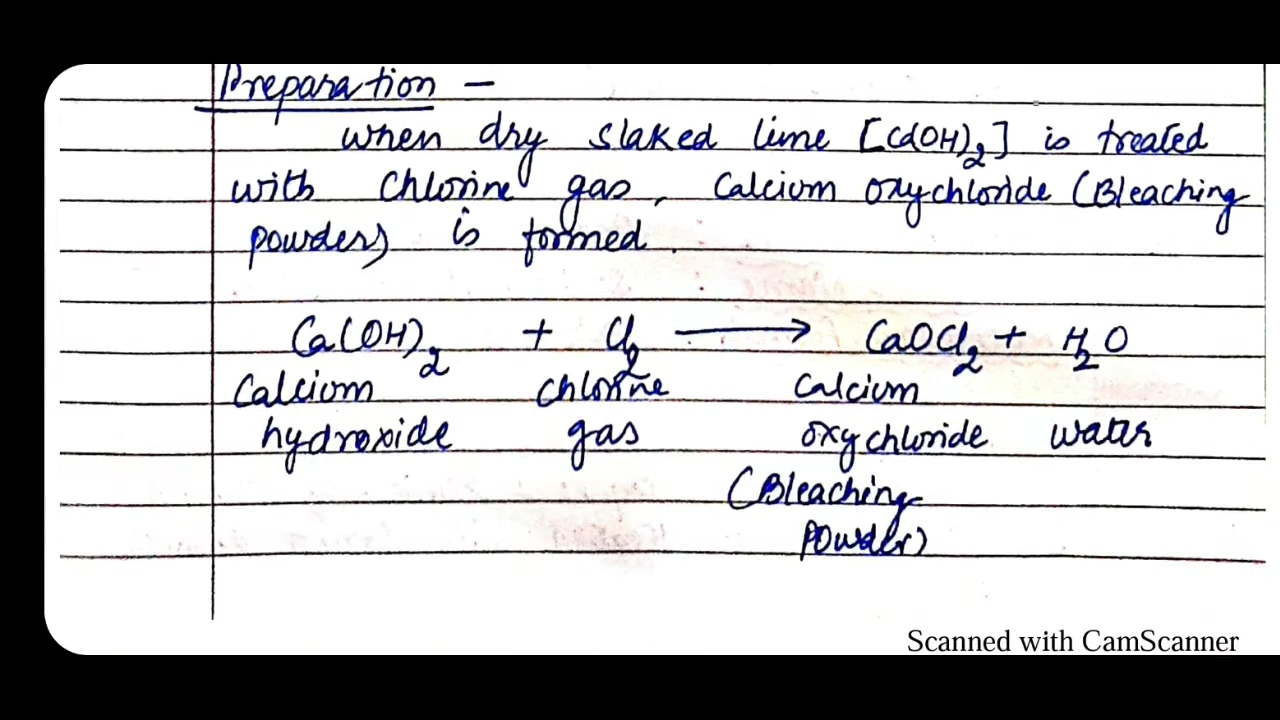 Preparation -
when dry slaked lime [Ca(OH)₂] is treated
with Chlorine gas, Calcium oxychloride (Bleaching
powder) is formed.
Ca(OH)₂ + Cl₂ ⟶ CaOCl₂ + H₂O
Calcium chlorine Calcium
hydroxide gas oxychloride water
(Bleaching
Powder)
Scanned with CamScanner